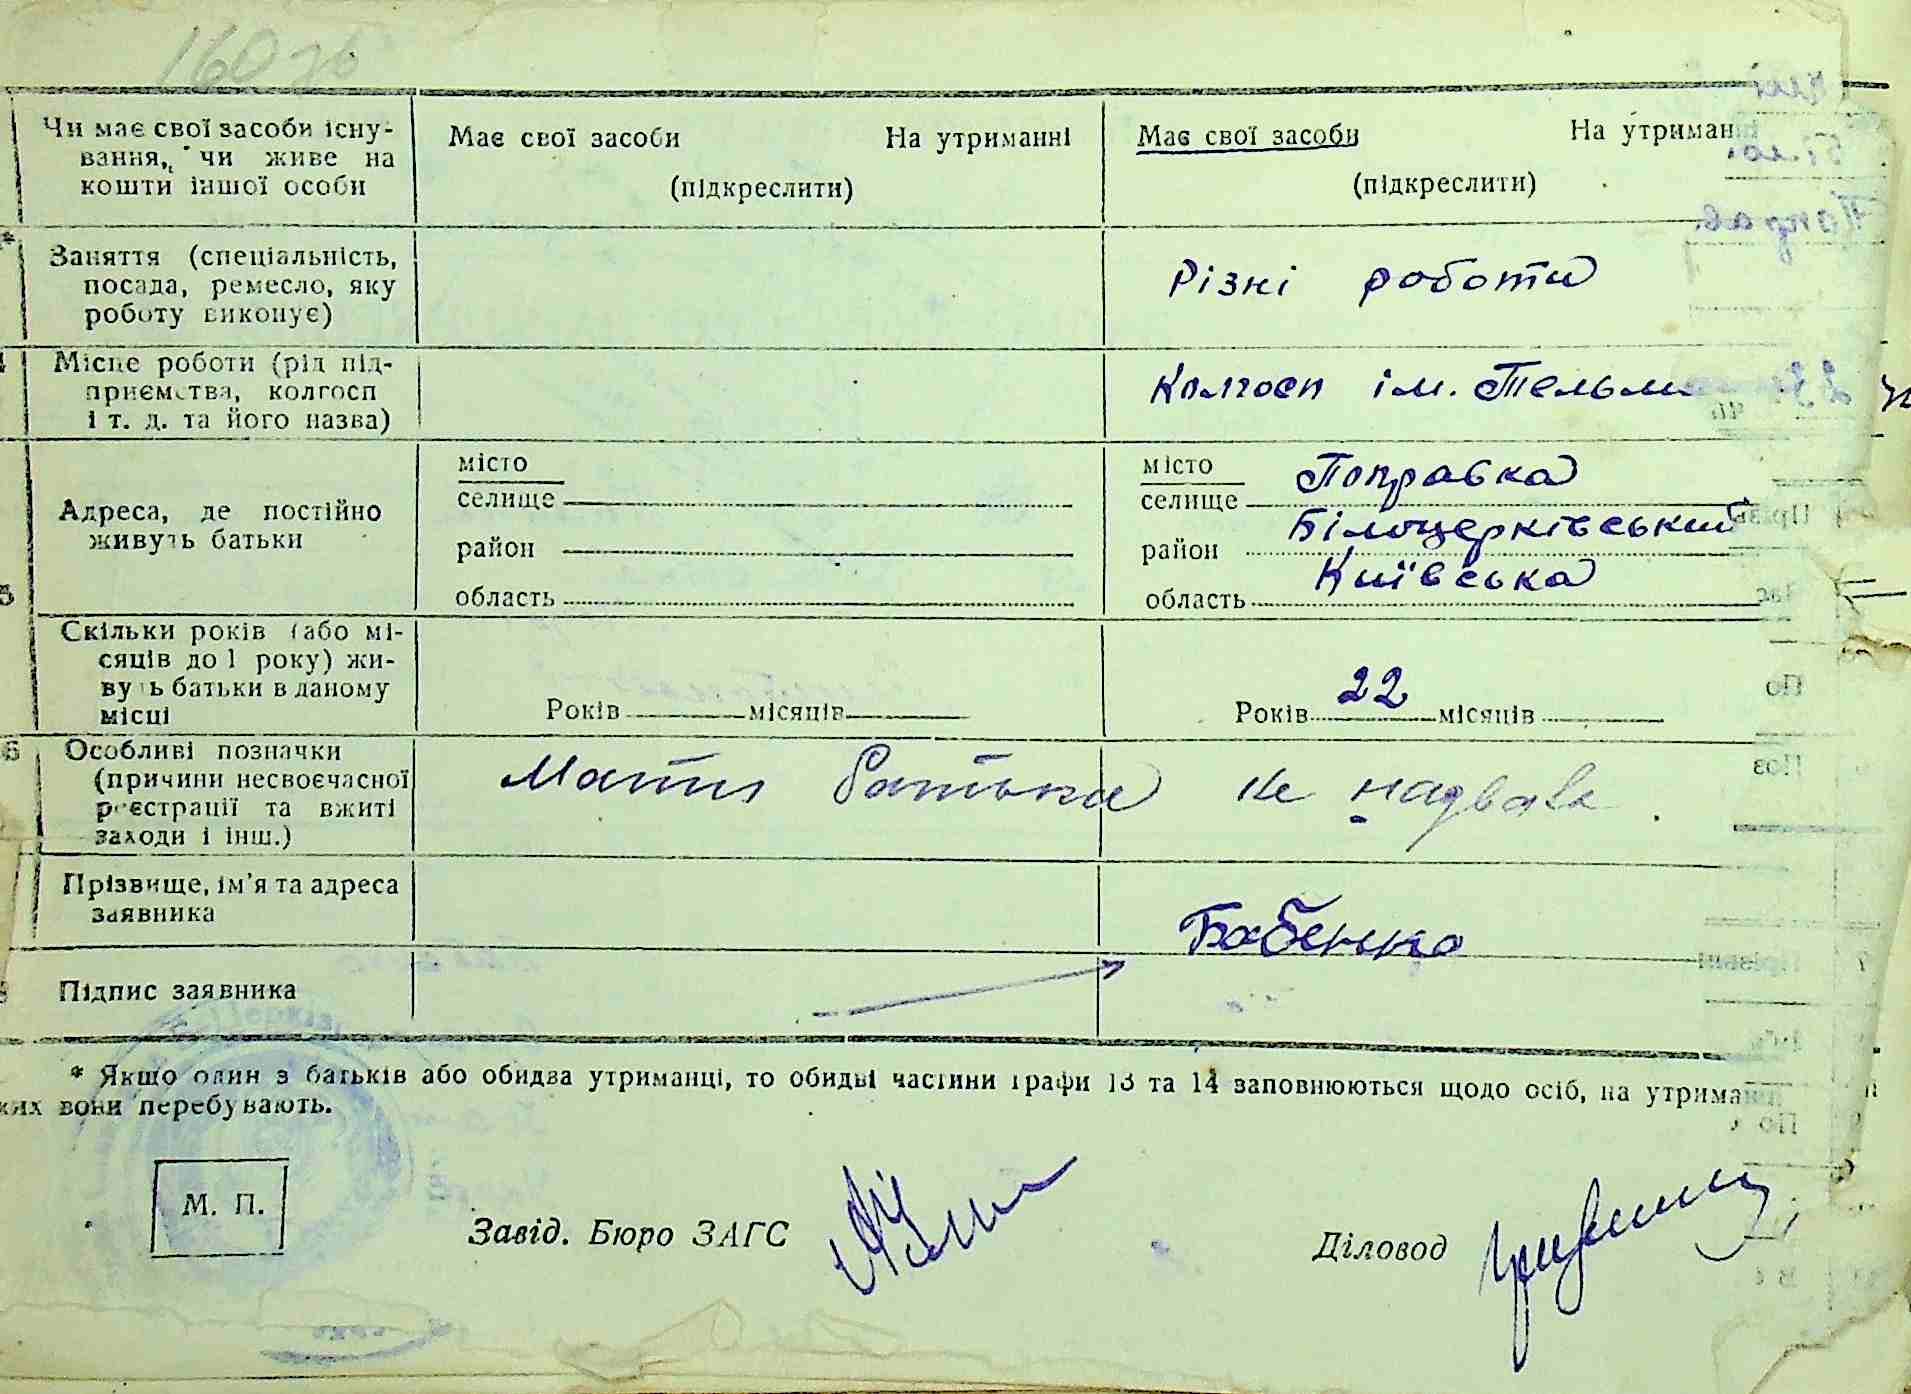 160 зв
Чи має свої засоби існу-
вання, чи живе на
кошти іншої особи
Має свої засоби На утриманні
(підкреслити)
Має свої засоби На утриманні
(підкреслити)
Заняття (спеціальність,
посада, ремесло, яку
роботу виконує)
Різні роботи
Місце роботи (рід під-
приємства, колгосп
і т. д. та його назва)
Колгосп ім. Тельма
Адреса, де постійно
живуть батьки
місто
селище
район
область
місто
селище Поправка
район Білоцерківський
область Київська
5
Скільки років (або мі-
сяців до 1 року) жи-
вуть батьки в даному
місці
Років місяців
Років 22 місяців
6
Особливі позначки
(причини несвоєчасної
реєстрації та вжиті
заходи і інш.)
Мати батька не назвала.
Прізвище, ім'я та адреса
заявника
Бабенко
Підпис заявника
* Якщо один з батьків або обидва утриманці, то обидві частини графи 13 та 14 заповнюються щодо осіб, на утриманні
яких вони перебувають.
М. П.
Завід. Бюро ЗАГС
Діловод